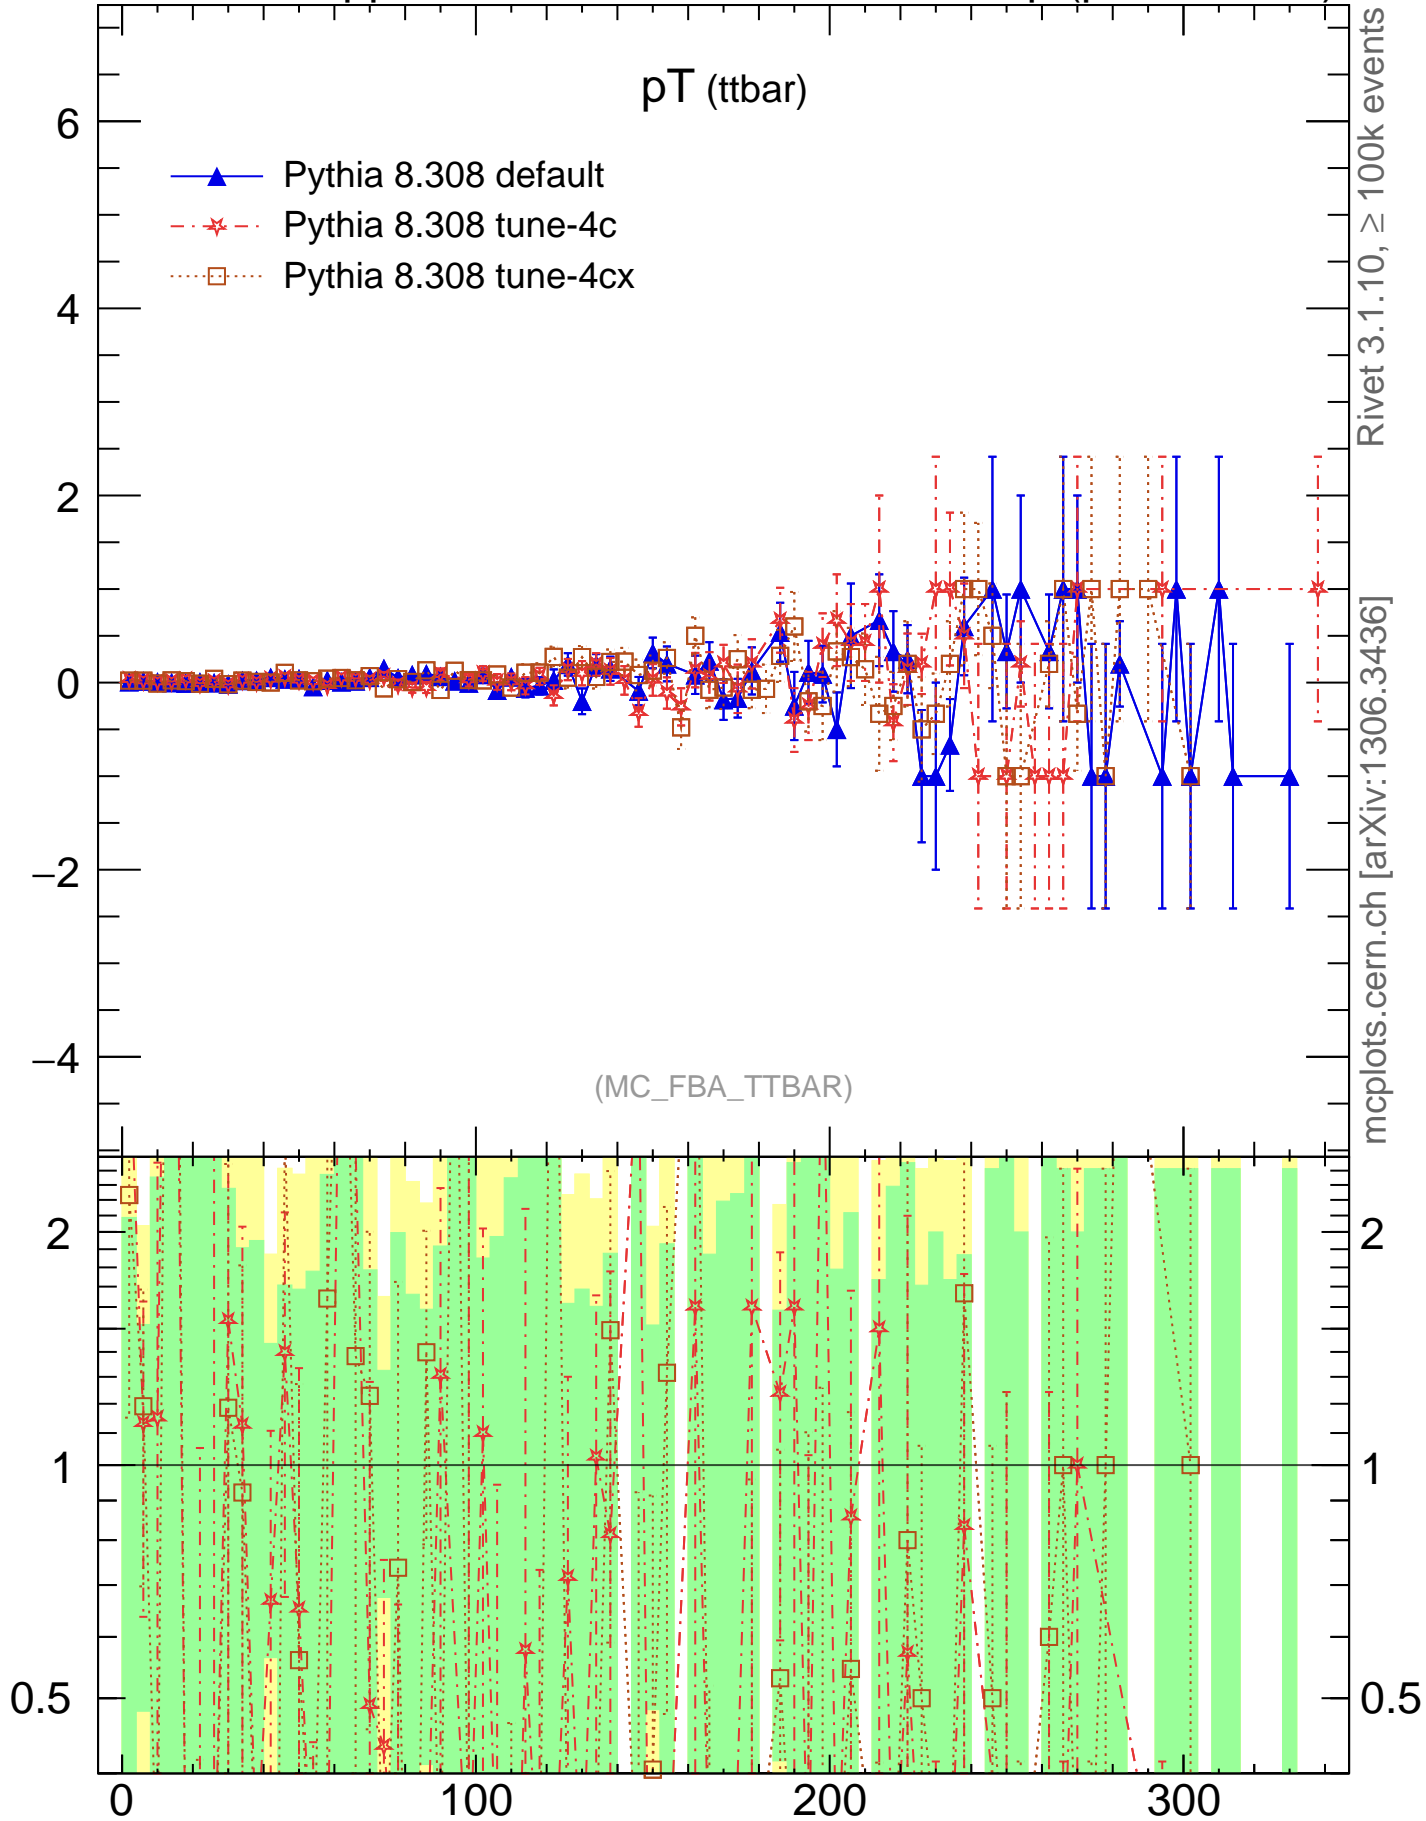 pT (ttbar)
6
4
2
0
−2
−4
Pythia 8.308 default
Pythia 8.308 tune-4c
Pythia 8.308 tune-4cx
(MC_FBA_TTBAR)
Rivet 3.1.10, ≥ 100k events
mcplots.cern.ch [arXiv:1306.3436]
2 2
1 1
0.5 0.5
0 100 200 300